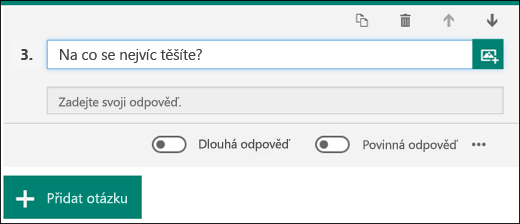 3. Na co se nejvíc těšíte?
Zadejte svoji odpověď.
Dlouhá odpověď Povinná odpověď
Přidat otázku